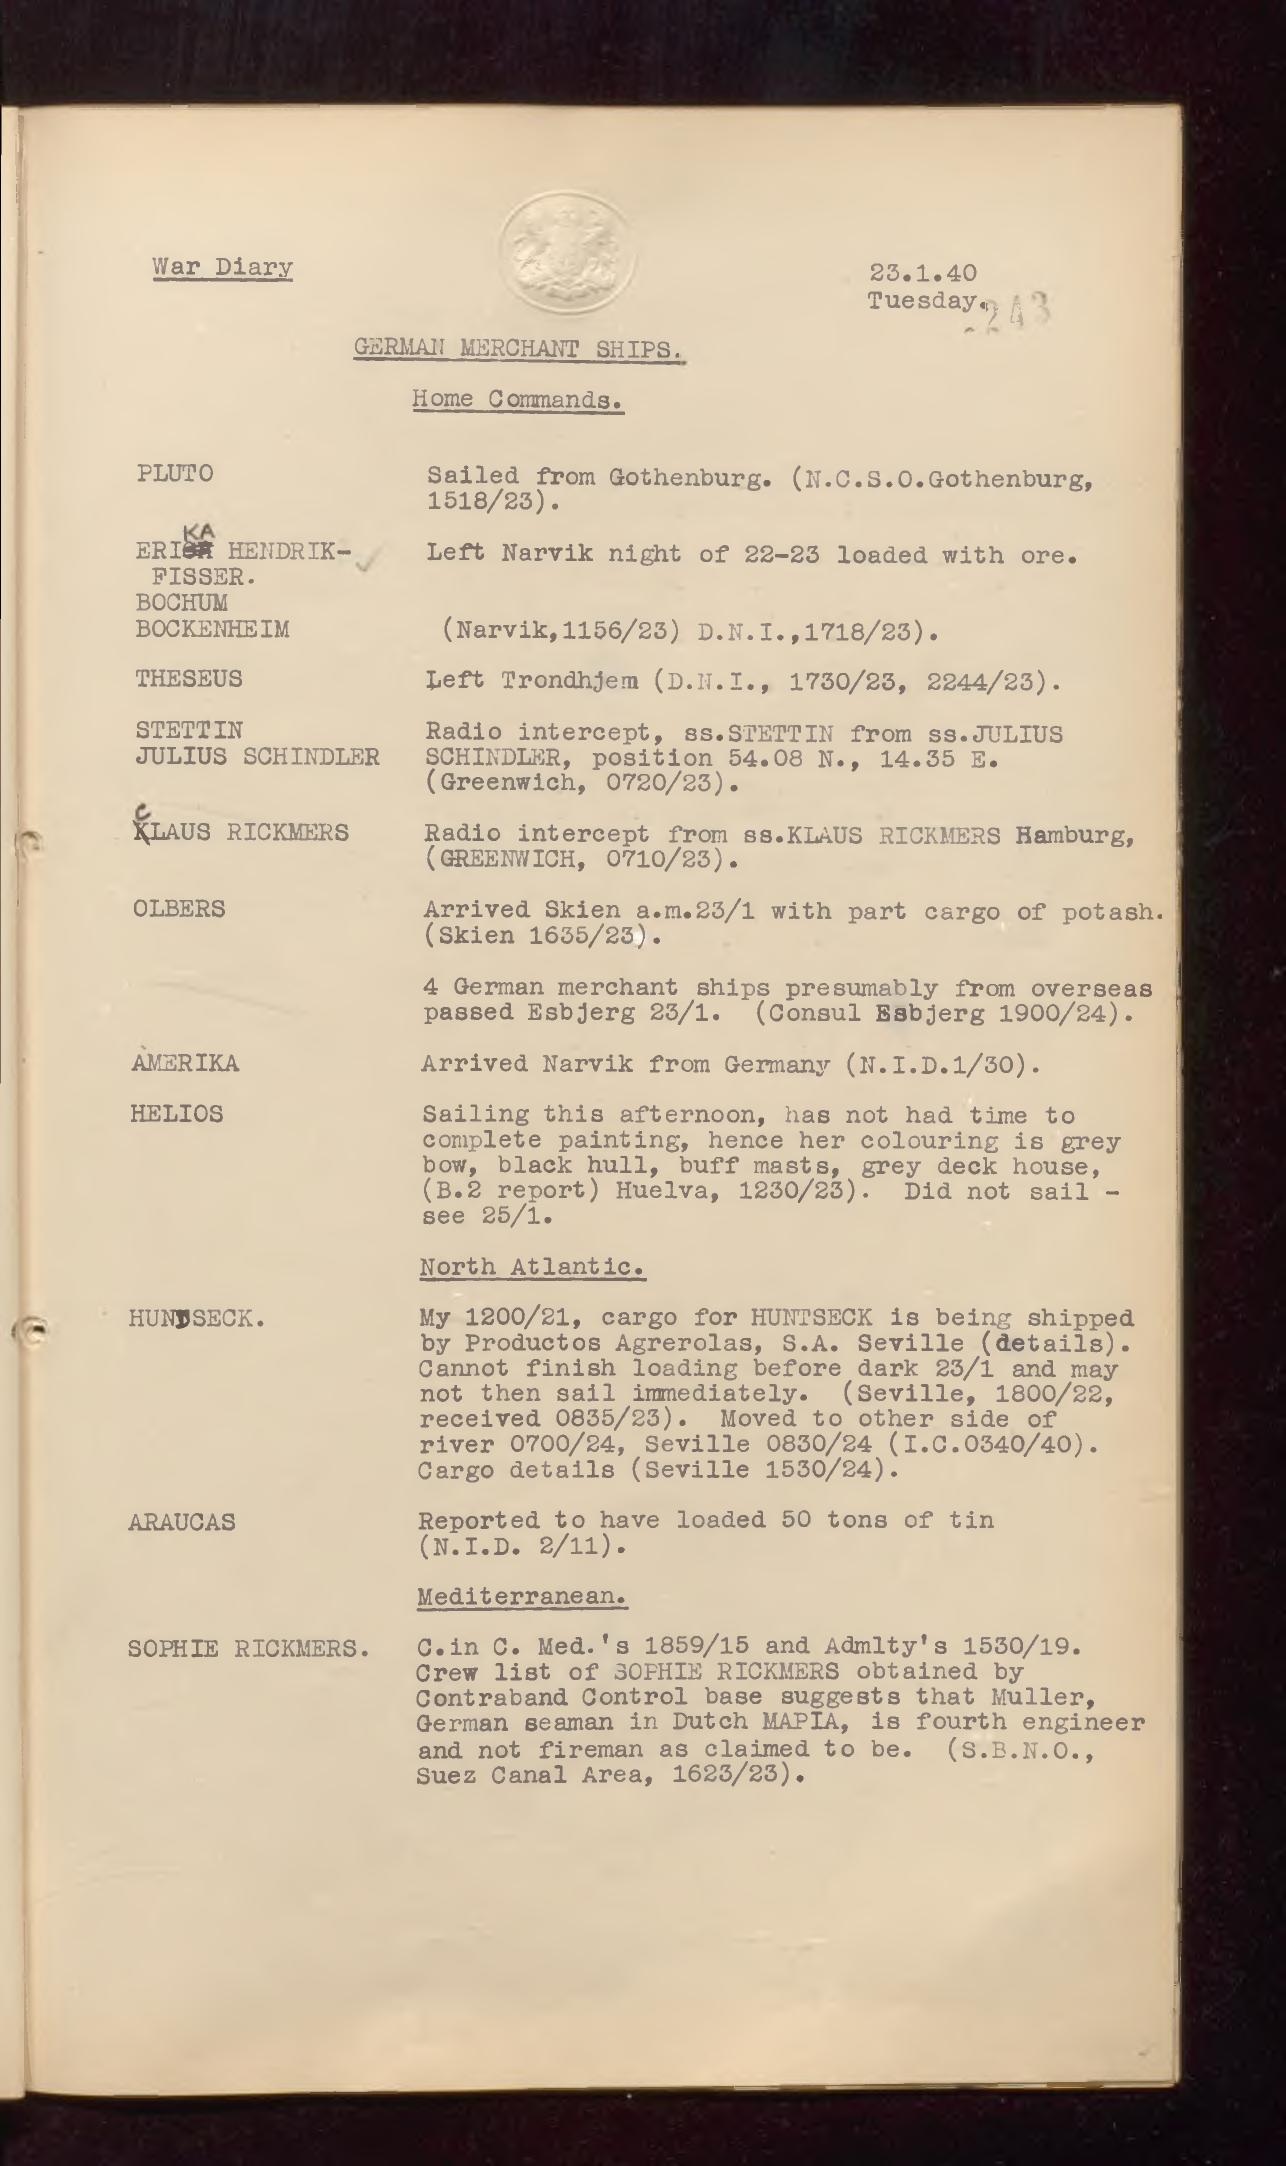 War Diary
23.1.40
Tuesday.
243
GERMAN MERCHANT SHIPS.
Home Commands.
PLUTO Sailed from Gothenburg. (N.C.S.O.Gothenburg,
1518/23).
KA
ERI HENDRIK- Left Narvik night of 22-23 loaded with ore.
FISSER.
BOCHUM
BOCKENHEIM (Narvik,1156/23) D.N.I.,1718/23).
THESEUS Left Trondhjem (D.N.I., 1730/23, 2244/23).
STETTIN Radio intercept, ss.STETTIN from ss.JULIUS
JULIUS SCHINDLER SCHINDLER, position 54.08 N., 14.35 E.
(Greenwich, 0720/23).
C
KLAUS RICKMERS Radio intercept from ss.KLAUS RICKMERS Hamburg,
(GREENWICH, 0710/23).
OLBERS Arrived Skien a.m.23/1 with part cargo of potash.
(Skien 1635/23).
4 German merchant ships presumably from overseas
passed Esbjerg 23/1. (Consul Esbjerg 1900/24).
AMERIKA Arrived Narvik from Germany (N.I.D.1/30).
HELIOS Sailing this afternoon, has not had time to
complete painting, hence her colouring is grey
bow, black hull, buff masts, grey deck house,
(B.2 report) Huelva, 1230/23). Did not sail -
see 25/1.
North Atlantic.
HUNDSECK. My 1200/21, cargo for HUNTSECK is being shipped
by Productos Agrerolas, S.A. Seville (details).
Cannot finish loading before dark 23/1 and may
not then sail immediately. (Seville, 1800/22,
received 0835/23). Moved to other side of
river 0700/24, Seville 0830/24 (I.C.0340/40).
Cargo details (Seville 1530/24).
ARAUCAS Reported to have loaded 50 tons of tin
(N.I.D. 2/11).
Mediterranean.
SOPHIE RICKMERS. C.in C. Med.'s 1859/15 and Admlty's 1530/19.
Crew list of SOPHIE RICKMERS obtained by
Contraband Control base suggests that Muller,
German seaman in Dutch MAPIA, is fourth engineer
and not fireman as claimed to be. (S.B.N.O.,
Suez Canal Area, 1623/23).